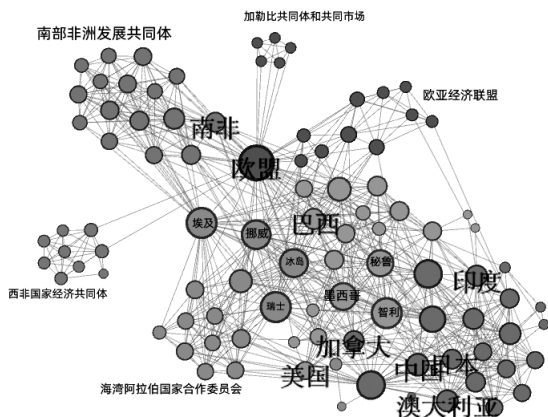 加勒比共同体和共同市场
南部非洲发展共同体
欧亚经济联盟
南非
欧盟
埃及
挪威
巴西
冰岛
秘鲁
印度
西非国家经济共同体
瑞士
墨西哥
智利
加拿大
美国
中国
日本
海湾阿拉伯国家合作委员会
澳大利亚